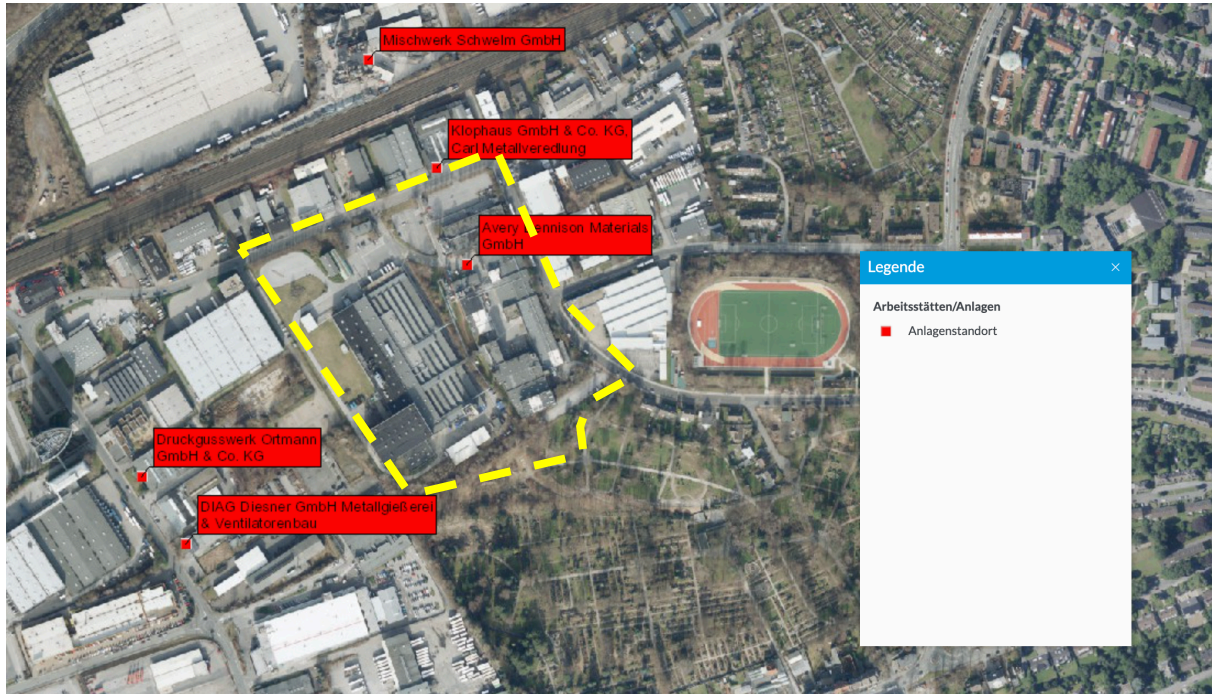 Mischwerk Schwelm GmbH
Klophaus GmbH & Co. KG,
Carl Metallveredlung
Avery Dennison Materials
GmbH
Legende
Arbeitsstätten/Anlagen
Anlagenstandort
Druckgusswerk Ortmann
GmbH & Co. KG
DIAG Diesner GmbH Metallgießerei
& Ventilatorenbau